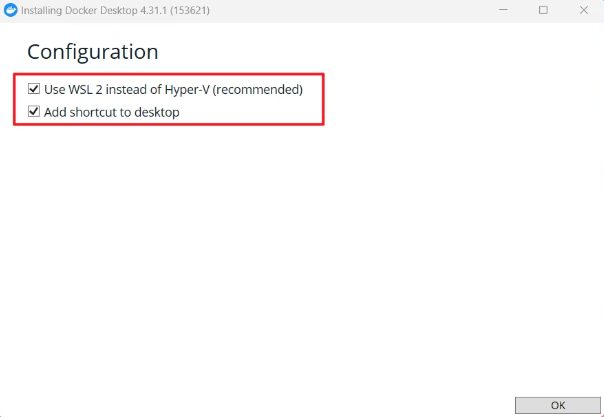 Installing Docker Desktop 4.31.1 (153621)
Configuration
Use WSL 2 instead of Hyper-V (recommended)
Add shortcut to desktop
OK